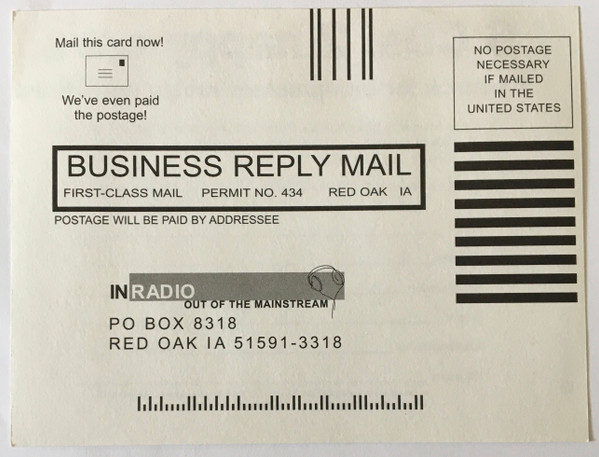 Mail this card now!
We've even paid
the postage!
NO POSTAGE
NECESSARY
IF MAILED
IN THE
UNITED STATES
BUSINESS REPLY MAIL
FIRST-CLASS MAIL PERMIT NO. 434 RED OAK IA
POSTAGE WILL BE PAID BY ADDRESSEE
INRADIO
OUT OF THE MAINSTREAM
PO BOX 8318
RED OAK IA 51591-3318